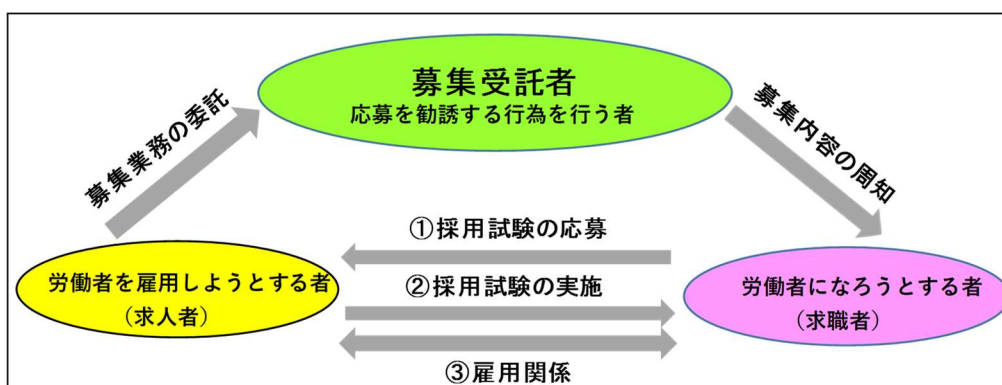 募集受託者
応募を勧誘する行為を行う者
募集業務の委託
募集内容の周知
①採用試験の応募
労働者を雇用しようとする者
（求人者）
②採用試験の実施
労働者になろうとする者
（求職者）
③雇用関係